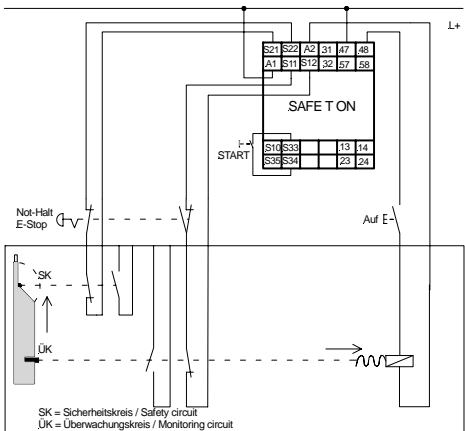 L+
S21 S22 A2 31 47 48
A1 S11 S12 32 57 58
SAFE T ON
S10 S33 13 14
S35 S34 23 24
START
Not-Halt
E-Stop
Auf E-
SK
ÜK
SK = Sicherheitskreis / Safety circuit
ÜK = Überwachungskreis / Monitoring circuit